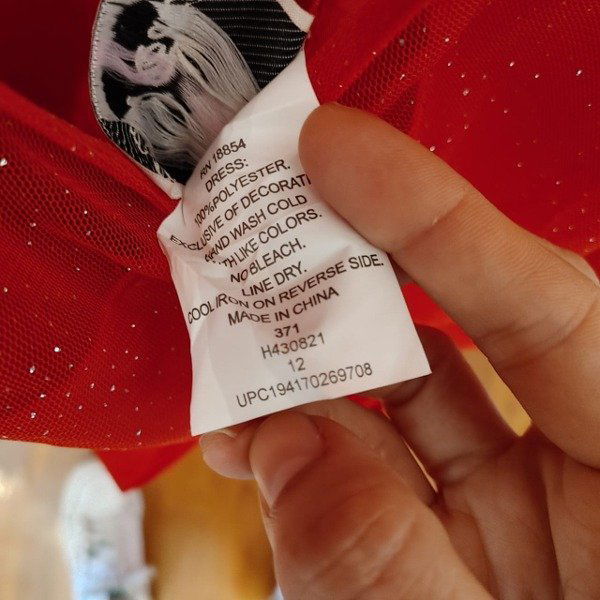 RN 18854
DRESS:
100%POLYESTER.
EXCLUSIVE OF DECORATI
HAND WASH COLD
TH LIKE COLORS.
NO BLEACH.
LINE DRY.
COOL IRON ON REVERSE SIDE.
MADE IN CHINA
371
H430821
12
UPC194170269708